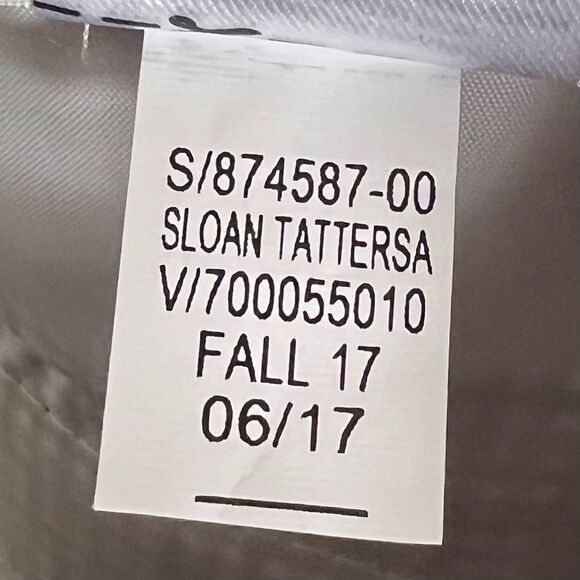 S/874587-00
SLOAN TATTERSA
V/700055010
FALL 17
06/17